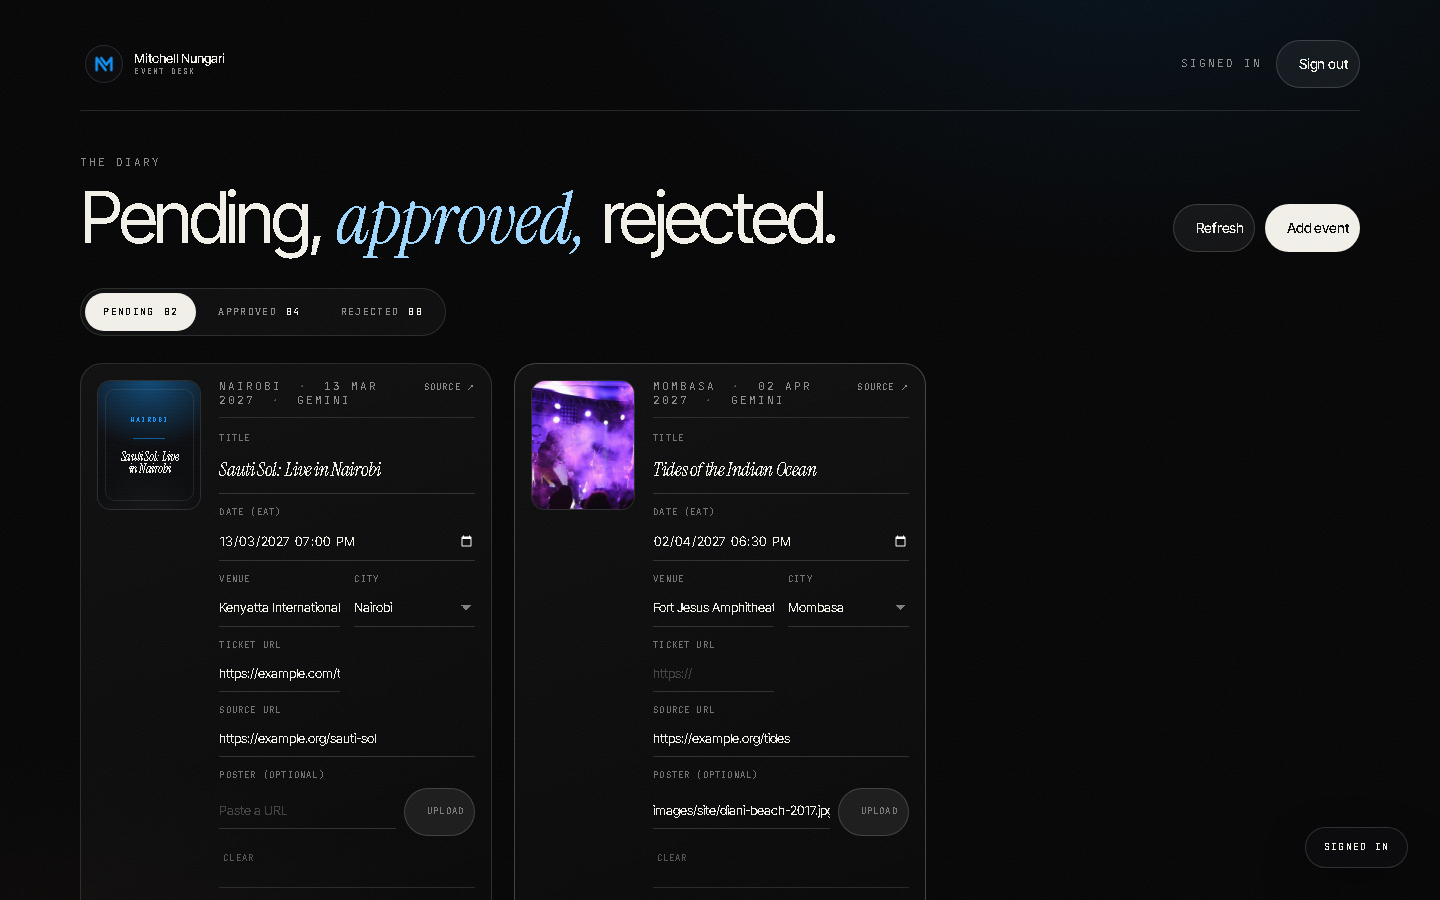 Mitchell Nungari
EVENT DESK
SIGNED IN
Sign out
THE DIARY
Pending, approved, rejected.
Refresh
Add event
PENDING 02
APPROVED 04
REJECTED 00
NAIROBI
Sauti Sol: Live
in Nairobi
NAIROBI · 13 MAR
2027 · GEMINI
SOURCE ↗
TITLE
Sauti Sol: Live in Nairobi
DATE (EAT)
13/03/2027 07:00 PM
VENUE
CITY
Kenyatta International
Nairobi
TICKET URL
https://example.com/t
SOURCE URL
https://example.org/sauti-sol
POSTER (OPTIONAL)
Paste a URL
UPLOAD
CLEAR
MOMBASA · 02 APR
2027 · GEMINI
SOURCE ↗
TITLE
Tides of the Indian Ocean
DATE (EAT)
02/04/2027 06:30 PM
VENUE
CITY
Fort Jesus Amphitheat
Mombasa
TICKET URL
https://
SOURCE URL
https://example.org/tides
POSTER (OPTIONAL)
images/site/diani-beach-2017.jpg
UPLOAD
CLEAR
SIGNED IN